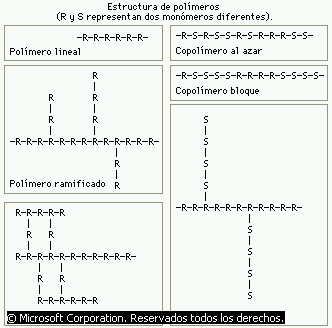 Estructura de polímeros
(R y S representan dos monómeros diferentes).
–R–R–R–R–R–R–
Polímero lineal
–R–S–S–R–S–R–S–R–R–R–S–S–
Copolímero al azar
Copolímero bloque
R
R
R R
R R
–R–R–R–R–R–R–R–R–R–R–
R
R
Polímero ramificado
S
S
S
S
–R–R–R–R–R–R–R–R–
S
S
S
S
R–R–R–R–R
R R
R–R–R–R–R–R–R–R–
R R
R–R–R–R–R–R
© Microsoft Corporation. Reservados todos los derechos.